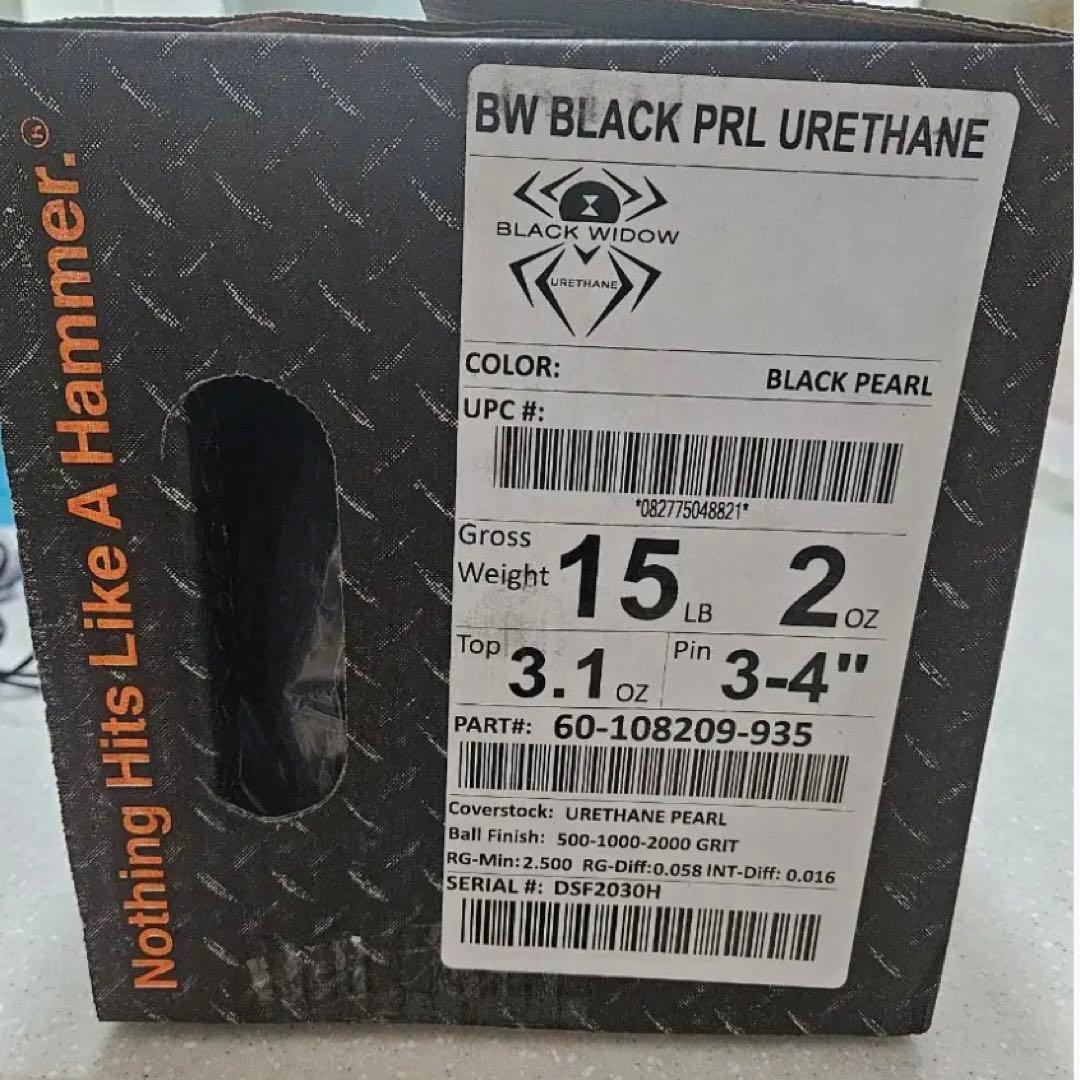 Nothing Hits Like A Hammer.®
BW BLACK PRL URETHANE
BLACK WIDOW
URETHANE
COLOR: BLACK PEARL
UPC #:
*082775048821*
Gross Weight 15 LB 2 OZ
Top 3.1 OZ Pin 3-4"
PART#: 60-108209-935
Coverstock: URETHANE PEARL
Ball Finish: 500-1000-2000 GRIT
RG-Min: 2.500 RG-Diff:0.058 INT-Diff: 0.016
SERIAL #: DSF2030H